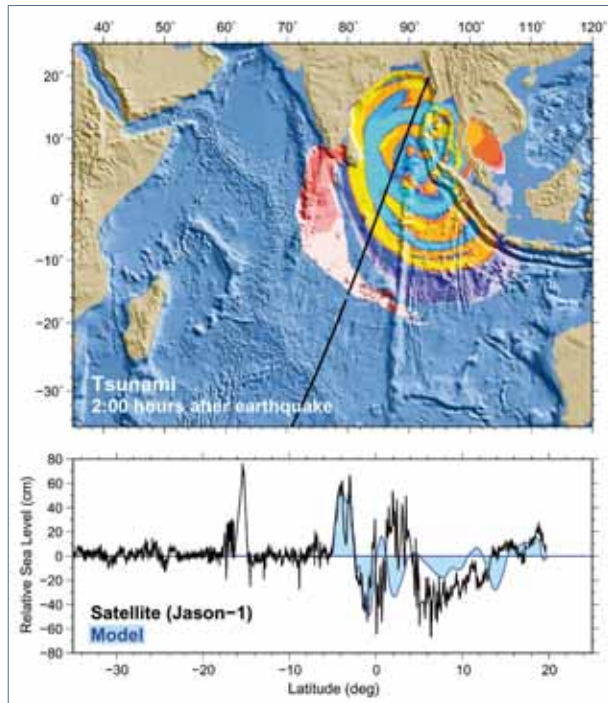 40° 50° 60° 70° 80° 90° 100° 110° 120°
20°
10°
0°
−10°
−20°
−30°
Tsunami
2:00 hours after earthquake
Relative Sea Level (cm)
80
60
40
20
0
−20
−40
−60
−80
Satellite (Jason−1)
Model
−30 −20 −10 0 10 20
Latitude (deg)